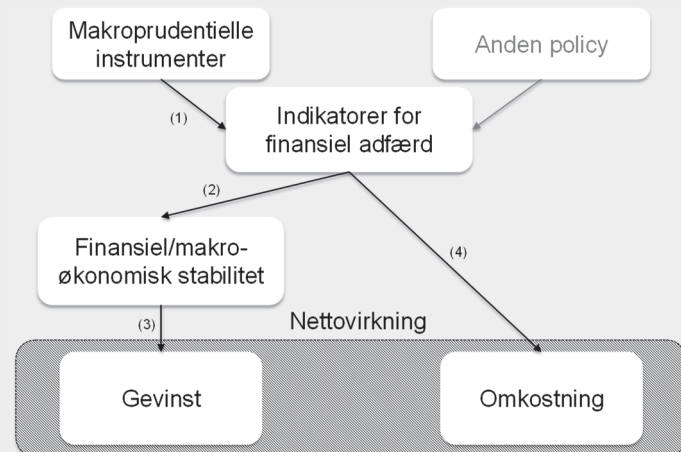 Makroprudentielle
instrumenter
Anden policy
(1)
Indikatorer for
finansiel adfærd
(2)
Finansiel/makro-
økonomisk stabilitet
(4)
(3)
Nettovirkning
Gevinst
Omkostning